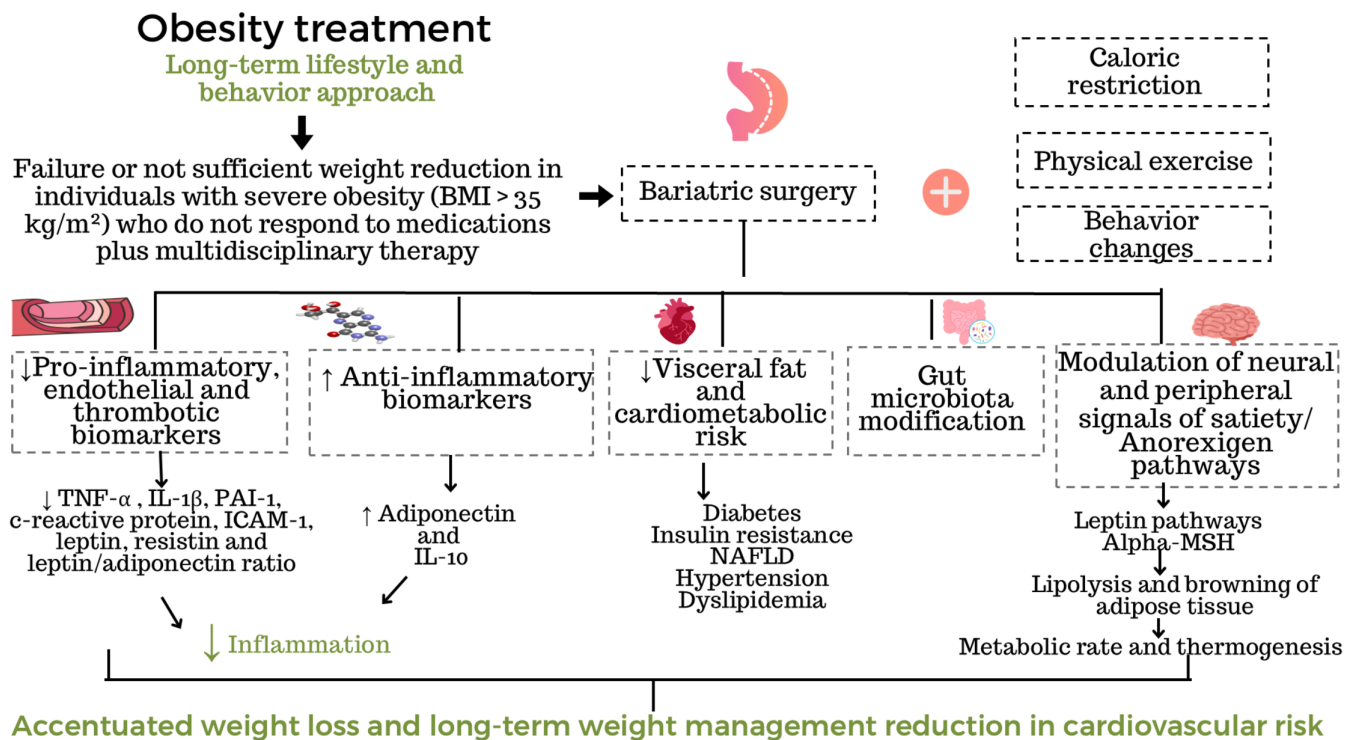 Obesity treatment
Long-term lifestyle and
behavior approach
Failure or not sufficient weight reduction in
individuals with severe obesity (BMI > 35
kg/m²) who do not respond to medications
plus multidisciplinary therapy
Bariatric surgery
Caloric
restriction
Physical exercise
Behavior
changes
↓Pro-inflammatory,
endothelial and
thrombotic
biomarkers
↑ Anti-inflammatory
biomarkers
↓Visceral fat
and
cardiometabolic
risk
Gut
microbiota
modification
Modulation of neural
and peripheral
signals of satiety/
Anorexigen
pathways
↓ TNF-α , IL-1β, PAI-1,
c-reactive protein, ICAM-1,
leptin, resistin and
leptin/adiponectin ratio
↑ Adiponectin
and
IL-10
Diabetes
Insulin resistance
NAFLD
Hypertension
Dyslipidemia
Leptin pathways
Alpha-MSH
Lipolysis and browning of
adipose tissue
Metabolic rate and thermogenesis
↓ Inflammation
Accentuated weight loss and long-term weight management reduction in cardiovascular risk